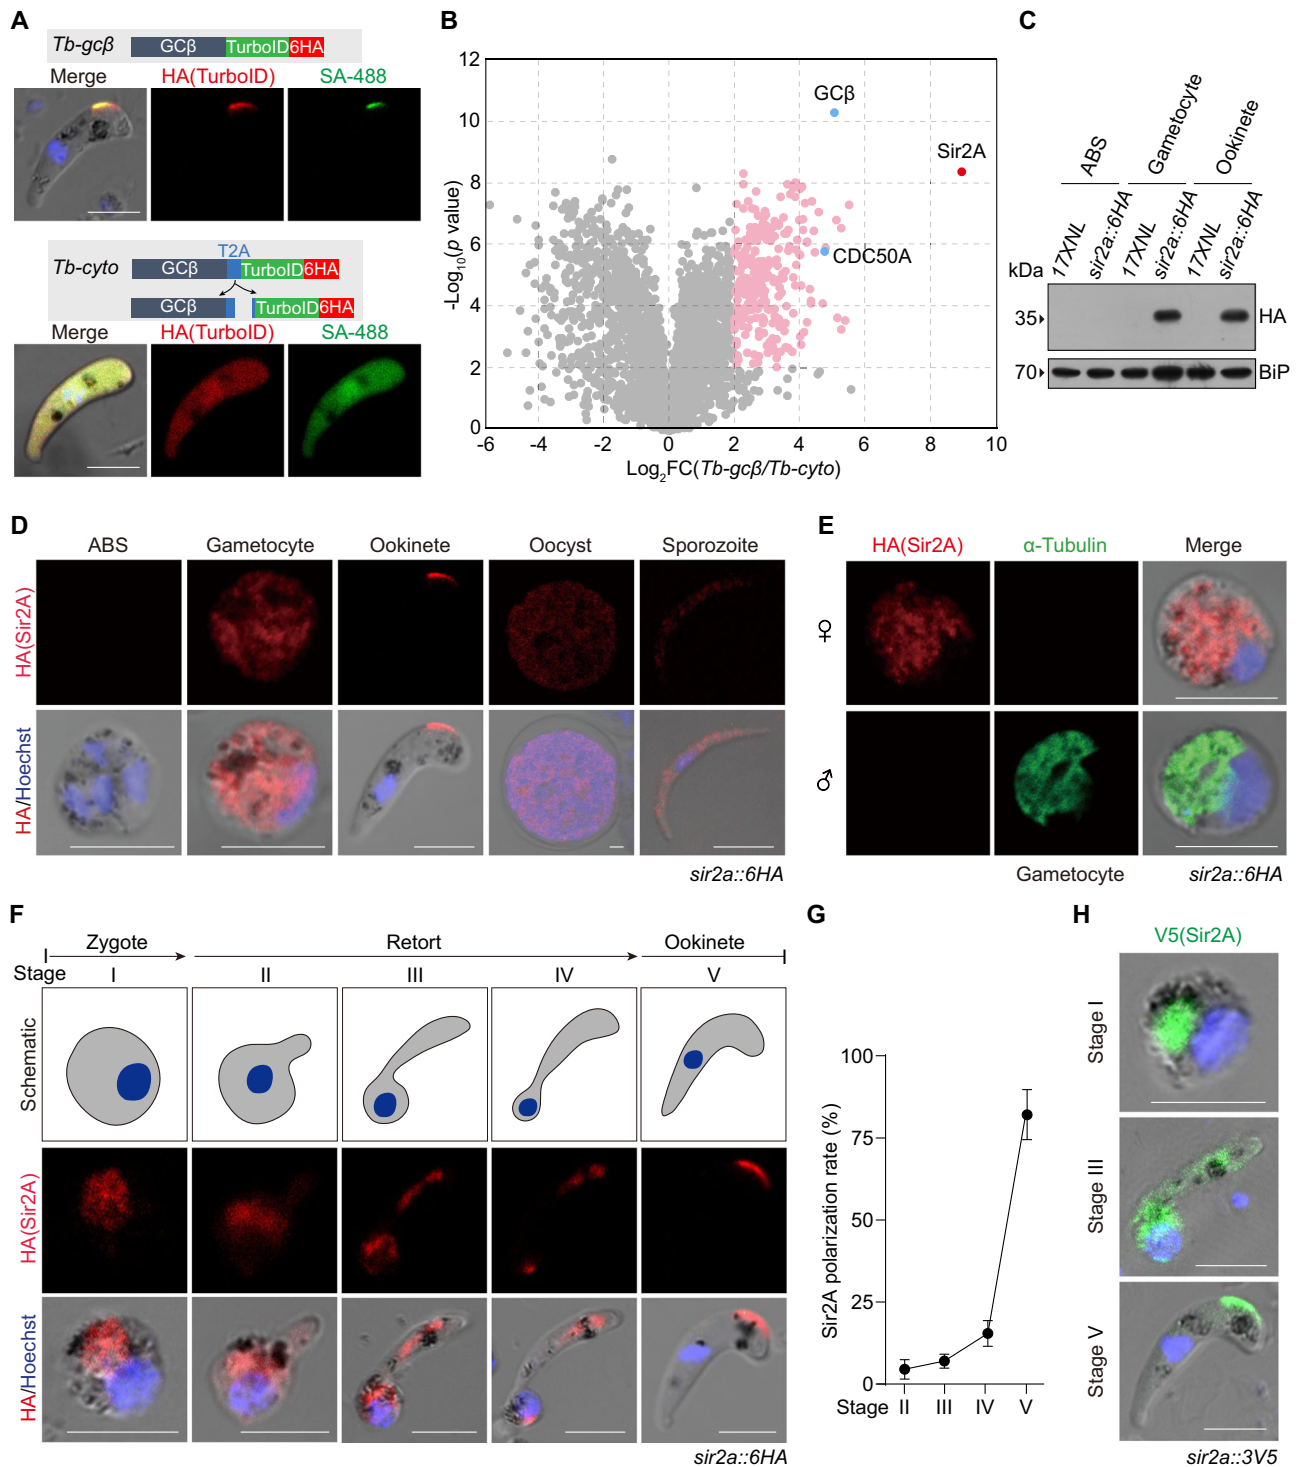 A
Tb-gcβ
GCβ TurboID 6HA
Merge HA(TurboID) SA-488
T2A
Tb-cyto
GCβ TurboID 6HA
GCβ TurboID 6HA
Merge HA(TurboID) SA-488
B
12
10
8
6
4
2
0
-6 -4 -2 0 2 4 6 8 10
-Log10(p value)
Log2FC(Tb-gcβ/Tb-cyto)
GCβ
Sir2A
CDC50A
C
ABS Gametocyte Ookinete
17XNL sir2a::6HA 17XNL sir2a::6HA 17XNL sir2a::6HA
kDa
35 HA
70 BiP
D
ABS Gametocyte Ookinete Oocyst Sporozoite
HA(Sir2A)
HA/Hoechst
sir2a::6HA
E
HA(Sir2A) α-Tubulin Merge
♀
♂
Gametocyte sir2a::6HA
F
Zygote Retort Ookinete
Stage I II III IV V
Schematic
HA(Sir2A)
HA/Hoechst
sir2a::6HA
G
Sir2A polarization rate (%)
100
75
50
25
0
Stage II III IV V
H
V5(Sir2A)
Stage I
Stage III
Stage V
sir2a::3V5